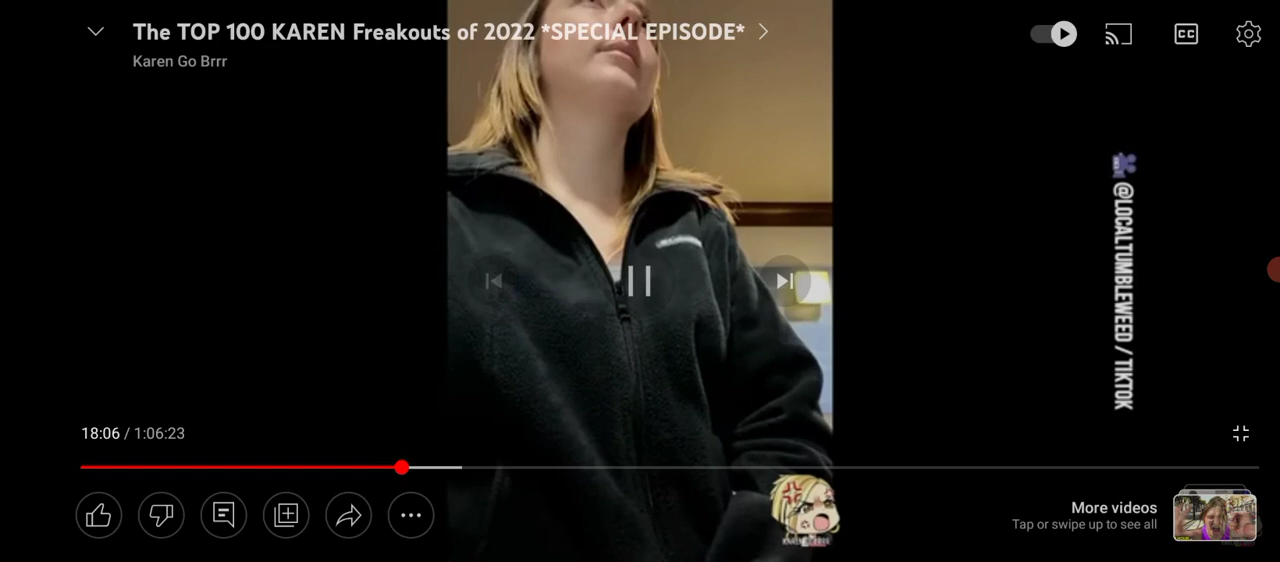 The TOP 100 KAREN Freakouts of 2022 *SPECIAL EPISODE*
Karen Go Brrr
CC
@LOCALTUMBLEWEED / TIKTOK
18:06 / 1:06:23
More videos
Tap or swipe up to see all